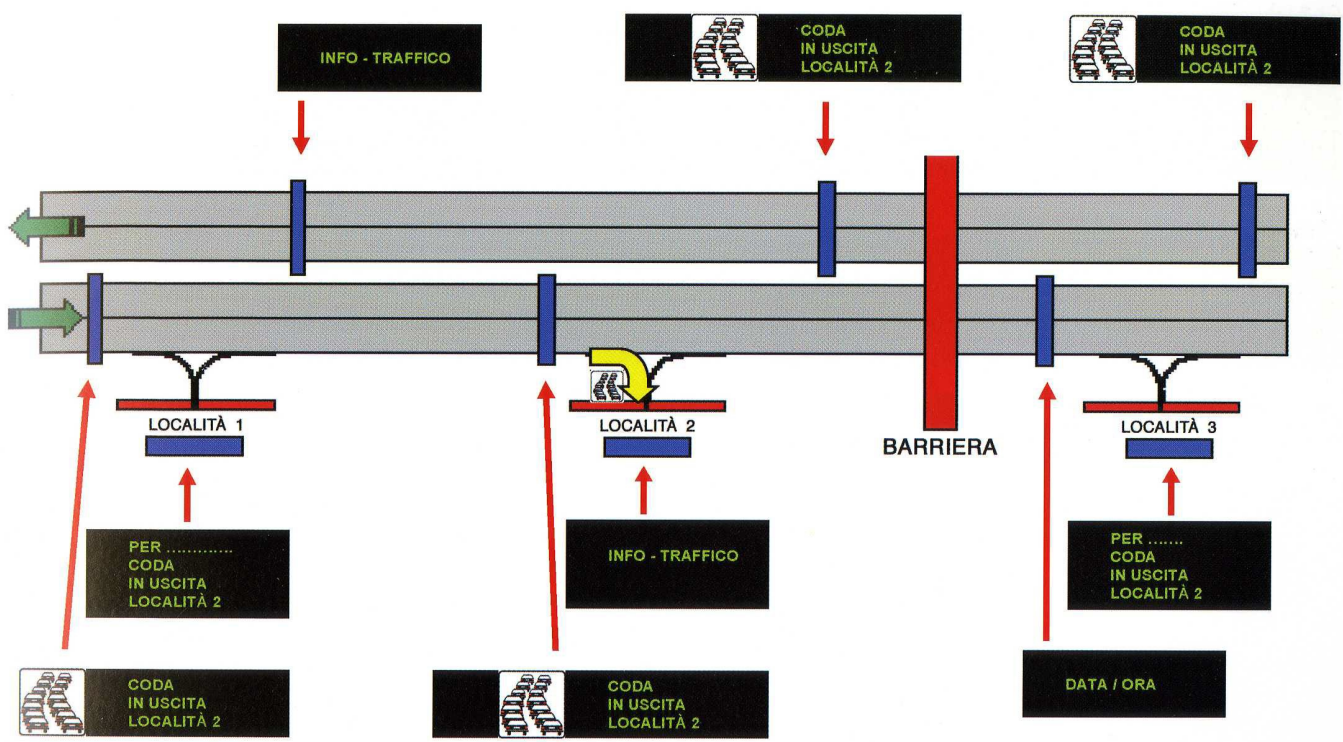 INFO - TRAFFICO
CODA
IN USCITA
LOCALITÀ 2
CODA
IN USCITA
LOCALITÀ 2
LOCALITÀ 1
LOCALITÀ 2
BARRIERA
LOCALITÀ 3
PER .............
CODA
IN USCITA
LOCALITÀ 2
INFO - TRAFFICO
PER .......
CODA
IN USCITA
LOCALITÀ 2
CODA
IN USCITA
LOCALITÀ 2
CODA
IN USCITA
LOCALITÀ 2
DATA / ORA